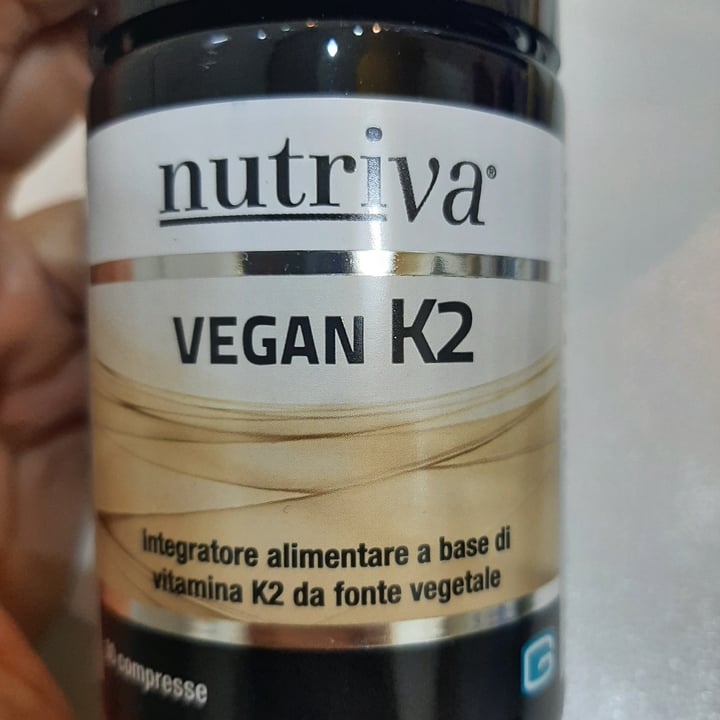 nutriva®
VEGAN K2
Integratore alimentare a base di
vitamina K2 da fonte vegetale
compresse
G